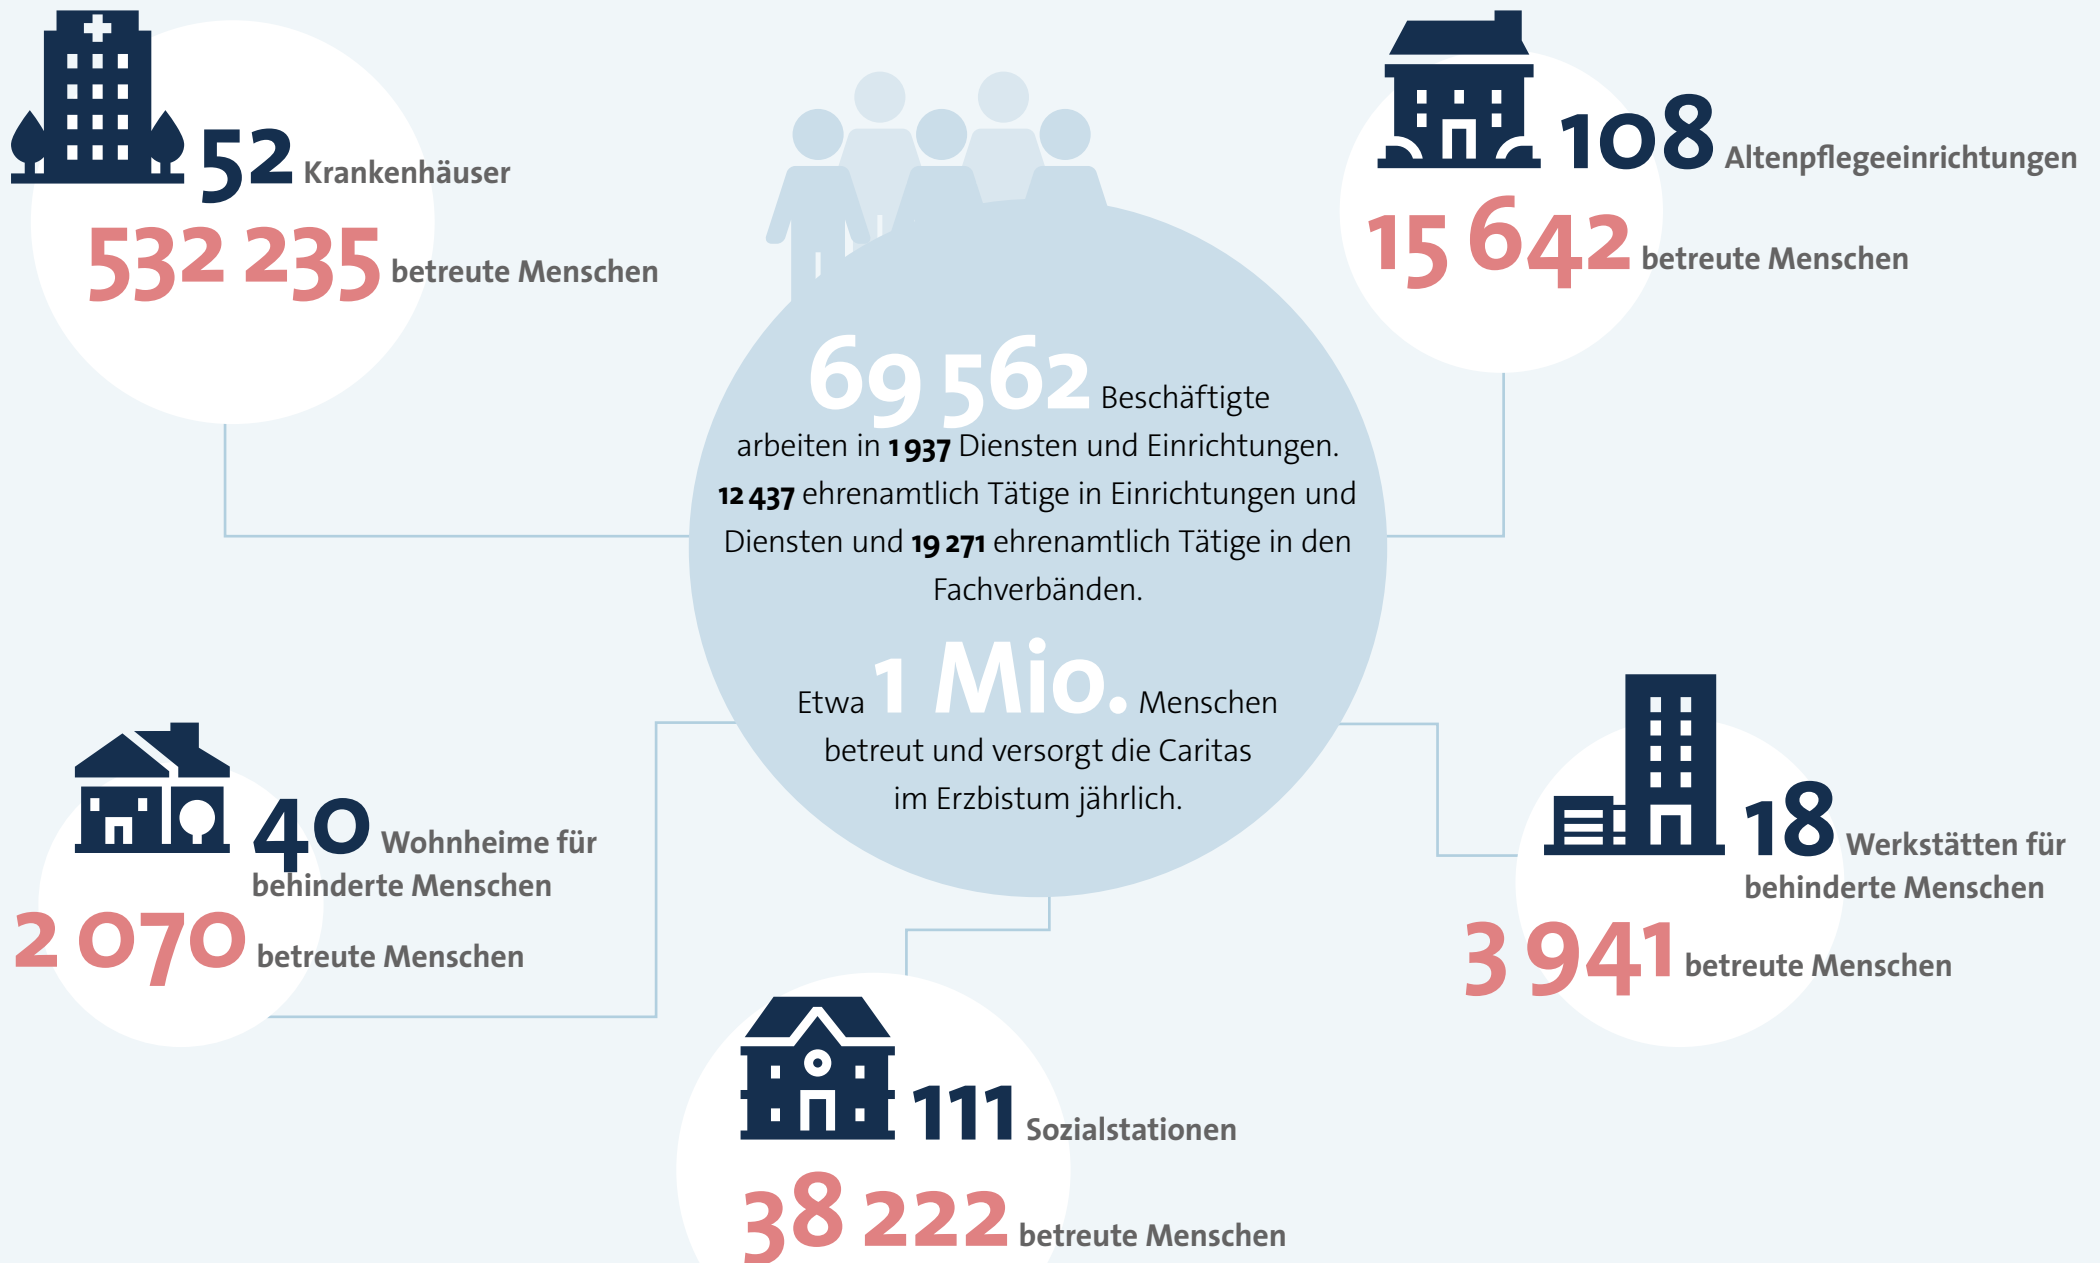 52 Krankenhäuser
532 235 betreute Menschen
108 Altenpflegeeinrichtungen
15 642 betreute Menschen
69 562 Beschäftigte
arbeiten in 1 937 Diensten und Einrichtungen.
12 437 ehrenamtlich Tätige in Einrichtungen und
Diensten und 19 271 ehrenamtlich Tätige in den
Fachverbänden.
Etwa 1 Mio. Menschen
betreut und versorgt die Caritas
im Erzbistum jährlich.
40 Wohnheime für
behinderte Menschen
2 070 betreute Menschen
18 Werkstätten für
behinderte Menschen
3 941 betreute Menschen
111 Sozialstationen
38 222 betreute Menschen